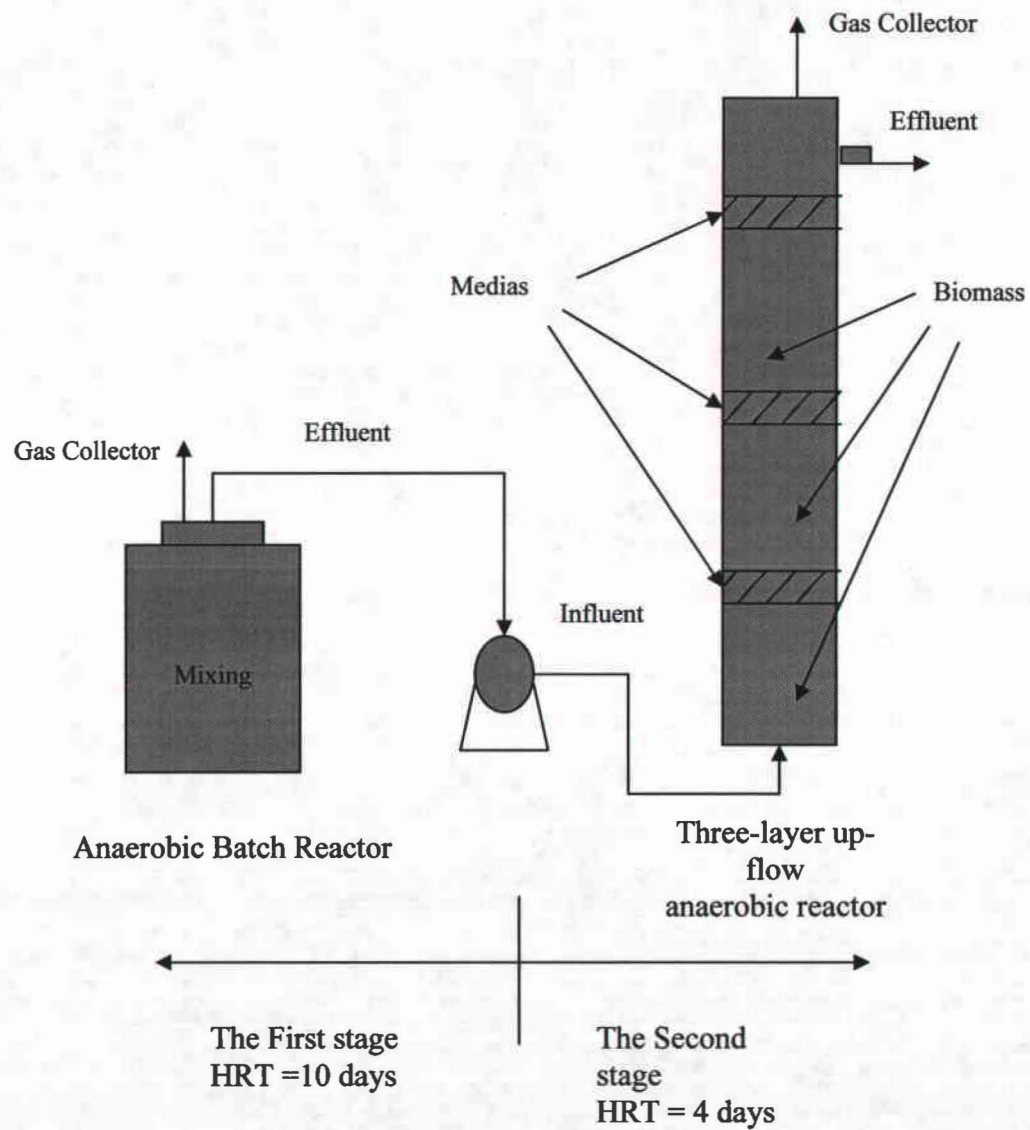 Gas Collector
Effluent
Medias
Biomass
Effluent
Gas Collector
Influent
Mixing
Anaerobic Batch Reactor
Three-layer up-
flow
anaerobic reactor
The First stage
HRT =10 days
The Second
stage
HRT = 4 days